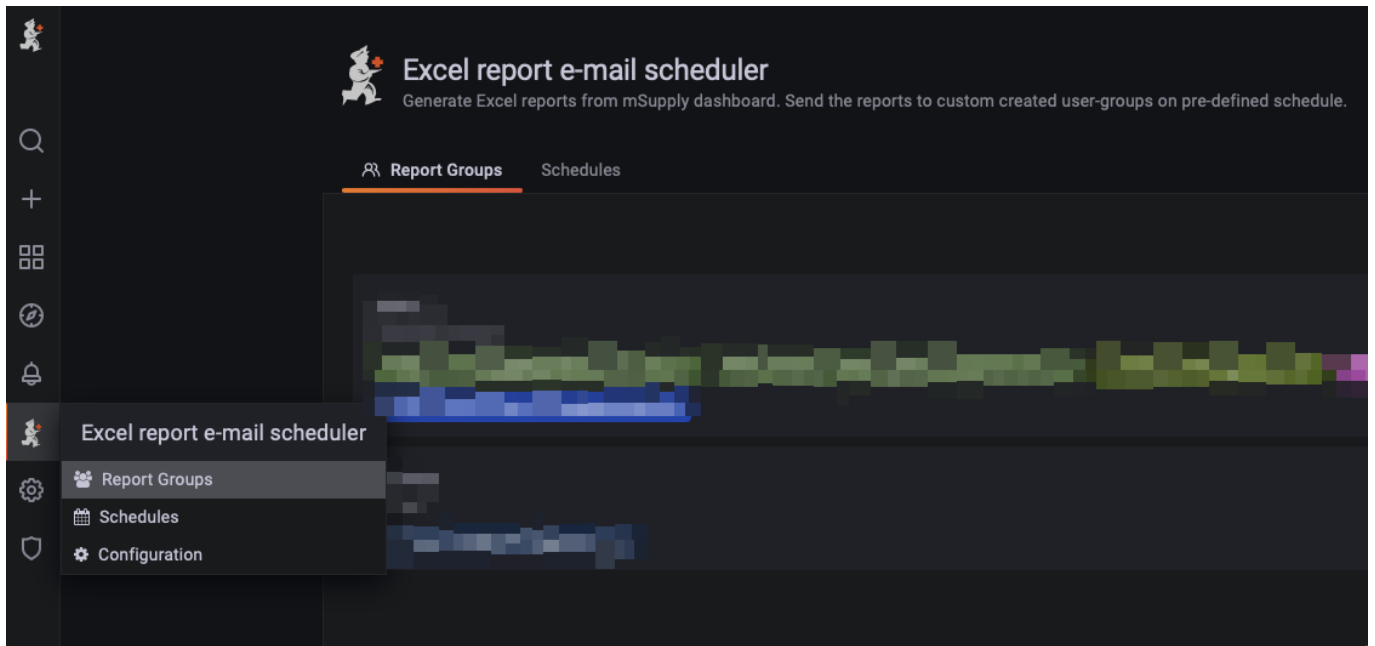 Excel report e-mail scheduler
Generate Excel reports from mSupply dashboard. Send the reports to custom created user-groups on pre-defined schedule.
Report Groups
Schedules
Excel report e-mail scheduler
Report Groups
Schedules
Configuration